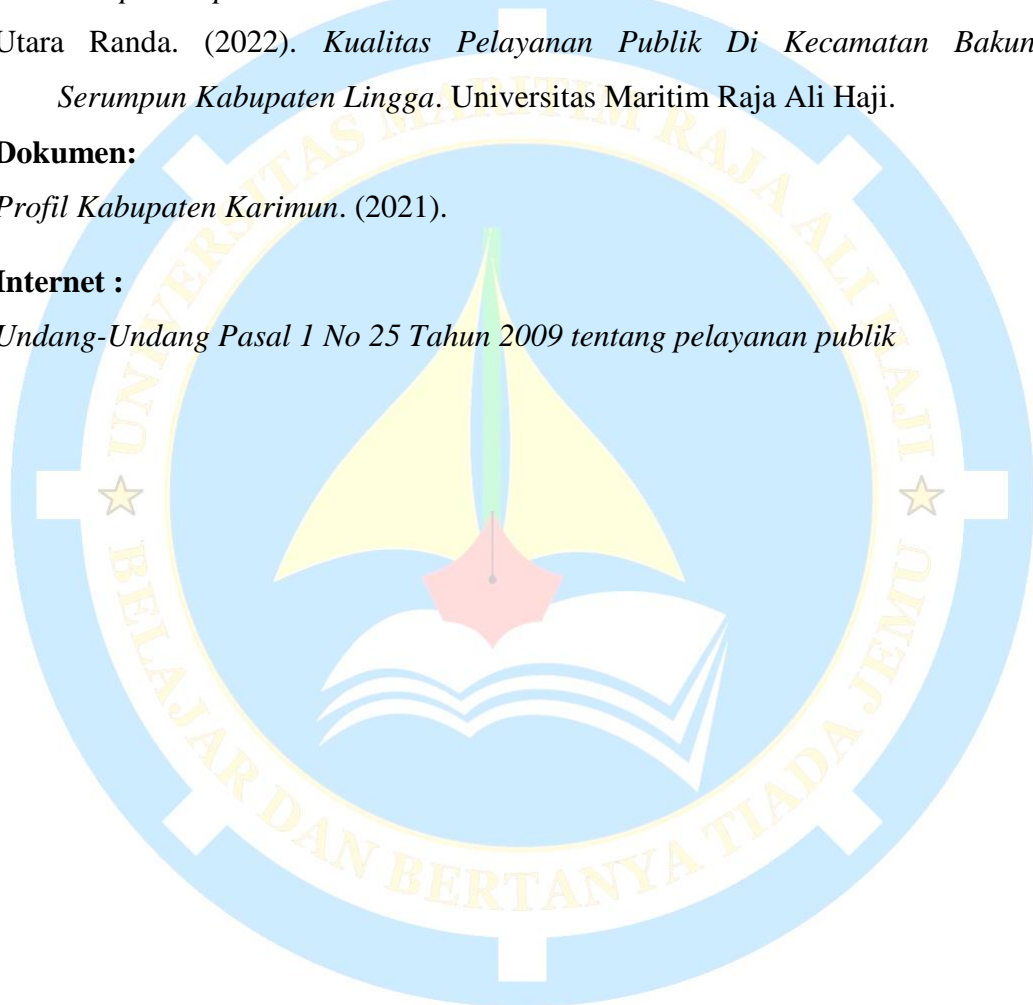 Utara Randa. (2022). Kualitas Pelayanan Publik Di Kecamatan Bakun
Serumpun Kabupaten Lingga. Universitas Maritim Raja Ali Haji.
Dokumen:
Profil Kabupaten Karimun. (2021).
Internet :
Undang-Undang Pasal 1 No 25 Tahun 2009 tentang pelayanan publik
UNIVERSITAS MARITIM RAJA ALI HAJI
BELAJAR DAN BERTANYA TIADA JEMU